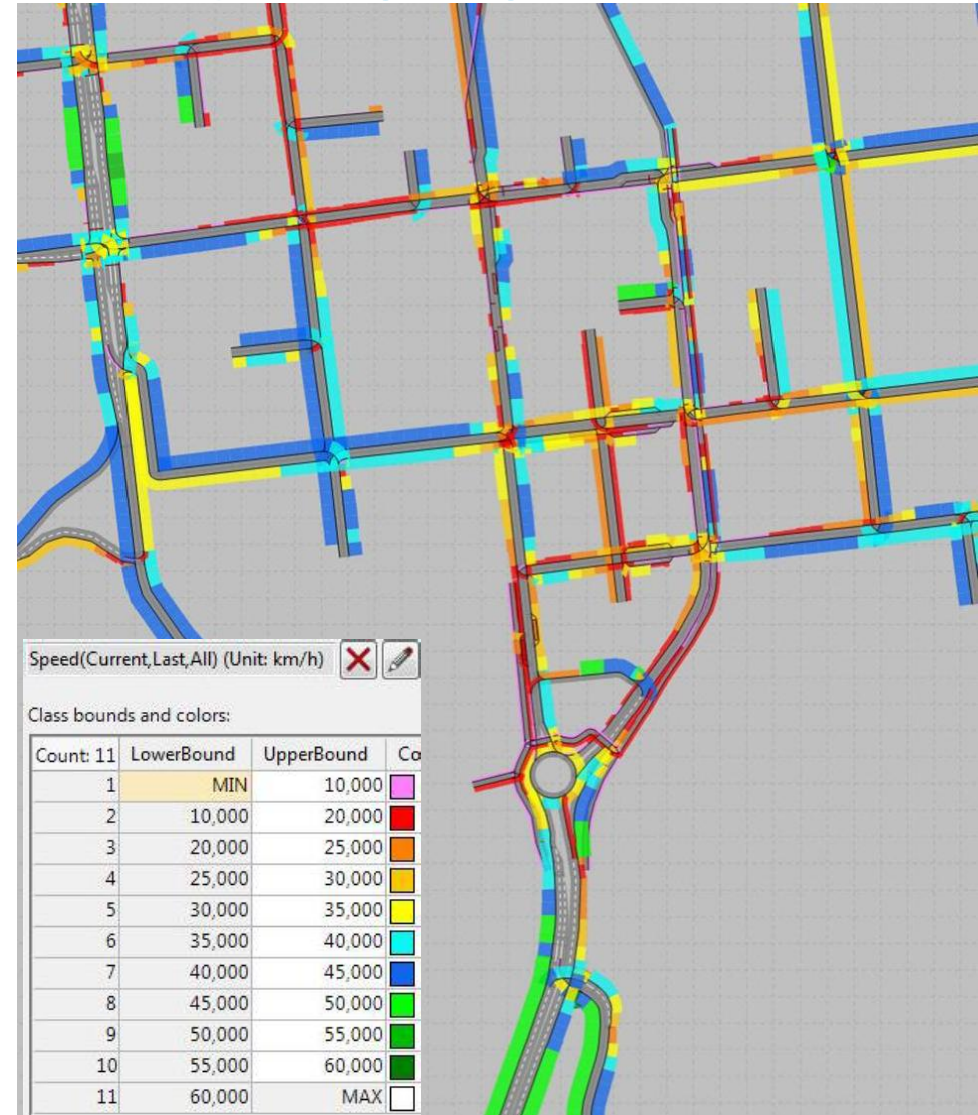 Speed(Current,Last,All) (Unit: km/h)
Class bounds and colors:
Count: 11 LowerBound UpperBound Co
1 MIN 10,000
2 10,000 20,000
3 20,000 25,000
4 25,000 30,000
5 30,000 35,000
6 35,000 40,000
7 40,000 45,000
8 45,000 50,000
9 50,000 55,000
10 55,000 60,000
11 60,000 MAX